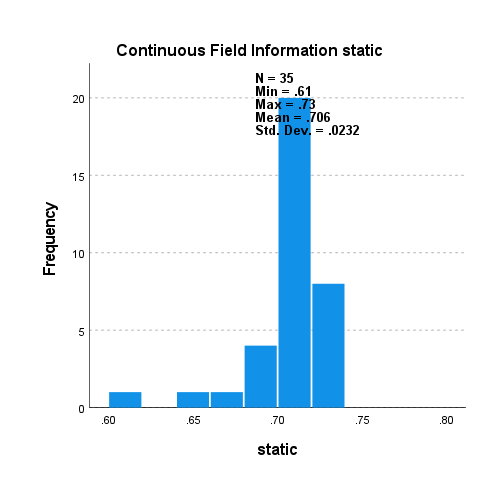 Continuous Field Information static
N = 35
Min = .61
Max = .73
Mean = .706
Std. Dev. = .0232
20
15
10
5
0
Frequency
.60 .65 .70 .75 .80
static